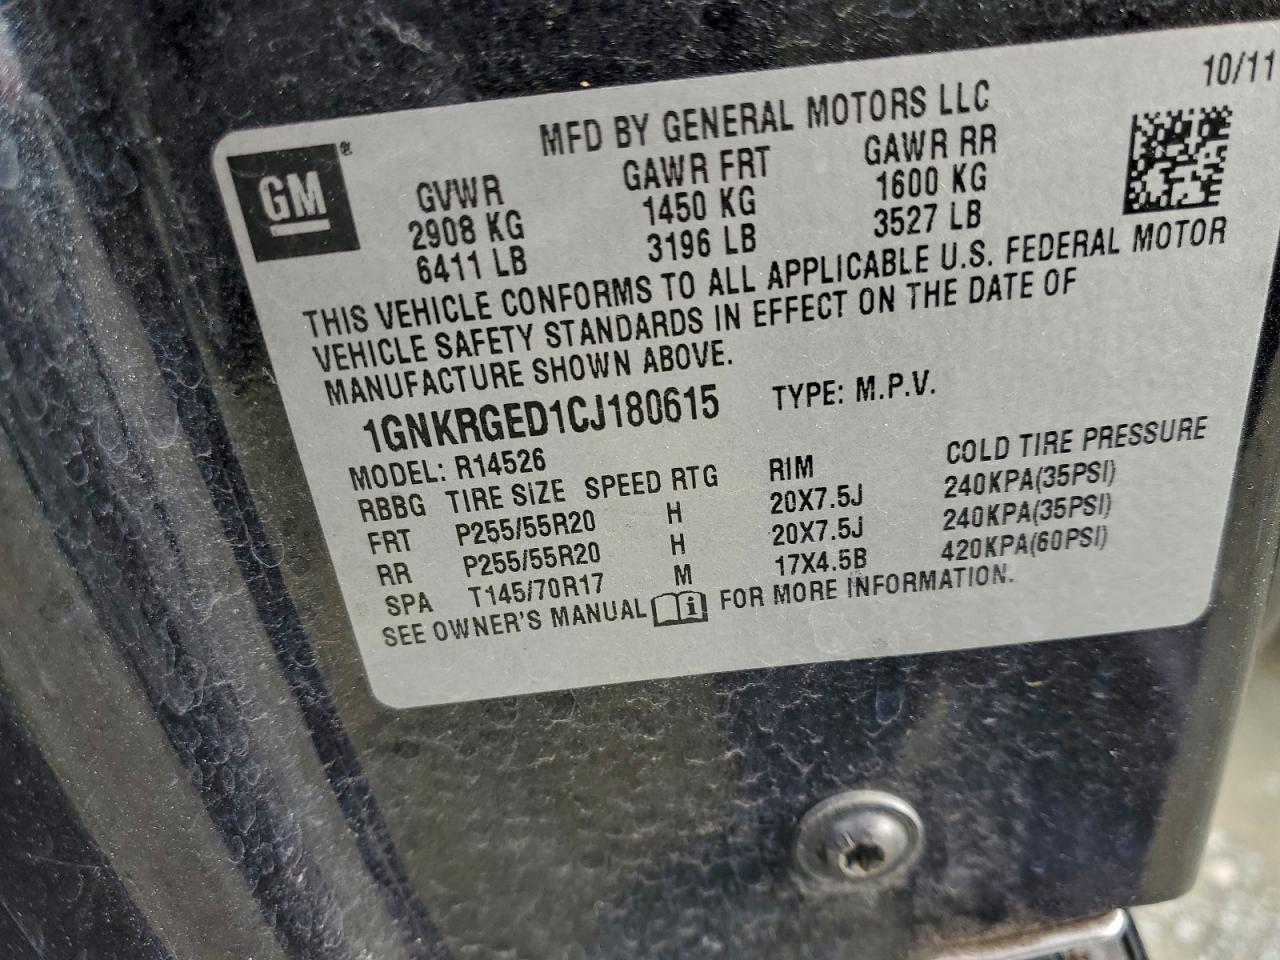 10/11
MFD BY GENERAL MOTORS LLC
GM ®
GVWR GAWR FRT GAWR RR
2908 KG 1450 KG 1600 KG
6411 LB 3196 LB 3527 LB
THIS VEHICLE CONFORMS TO ALL APPLICABLE U.S. FEDERAL MOTOR
VEHICLE SAFETY STANDARDS IN EFFECT ON THE DATE OF
MANUFACTURE SHOWN ABOVE.
1GNKRGED1CJ180615 TYPE: M.P.V.
MODEL: R14526
RBBG TIRE SIZE SPEED RTG RIM COLD TIRE PRESSURE
FRT P255/55R20 H 20X7.5J 240KPA(35PSI)
RR P255/55R20 H 20X7.5J 240KPA(35PSI)
SPA T145/70R17 M 17X4.5B 420KPA(60PSI)
SEE OWNER'S MANUAL i FOR MORE INFORMATION.